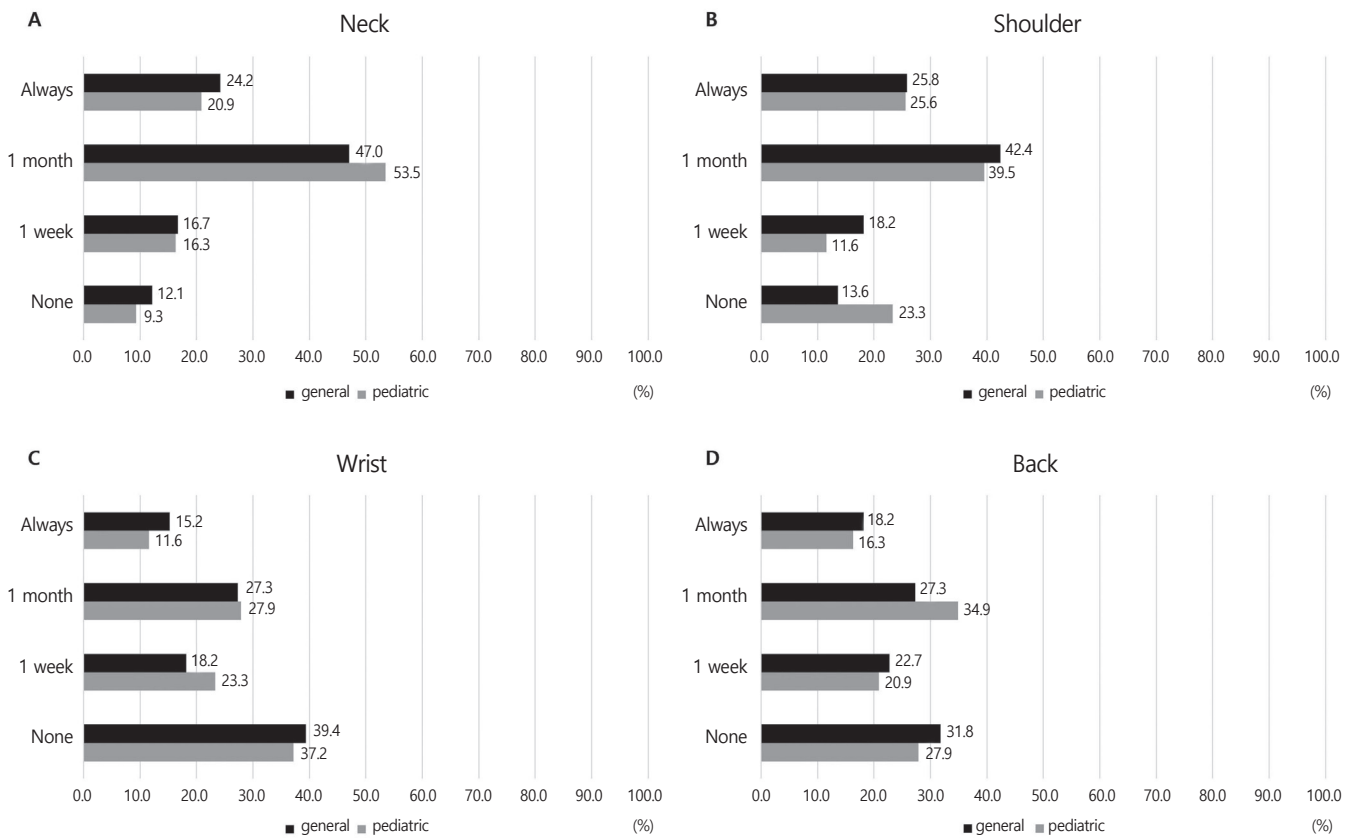 A
Neck
Always
24.2
20.9
1 month
47.0
53.5
1 week
16.7
16.3
None
12.1
9.3
0.0 10.0 20.0 30.0 40.0 50.0 60.0 70.0 80.0 90.0 100.0
general pediatric (%)
B
Shoulder
Always
25.8
25.6
1 month
42.4
39.5
1 week
18.2
11.6
None
13.6
23.3
0.0 10.0 20.0 30.0 40.0 50.0 60.0 70.0 80.0 90.0 100.0
general pediatric (%)
C
Wrist
Always
15.2
11.6
1 month
27.3
27.9
1 week
18.2
23.3
None
39.4
37.2
0.0 10.0 20.0 30.0 40.0 50.0 60.0 70.0 80.0 90.0 100.0
general pediatric (%)
D
Back
Always
18.2
16.3
1 month
27.3
34.9
1 week
22.7
20.9
None
31.8
27.9
0.0 10.0 20.0 30.0 40.0 50.0 60.0 70.0 80.0 90.0 100.0
general pediatric (%)